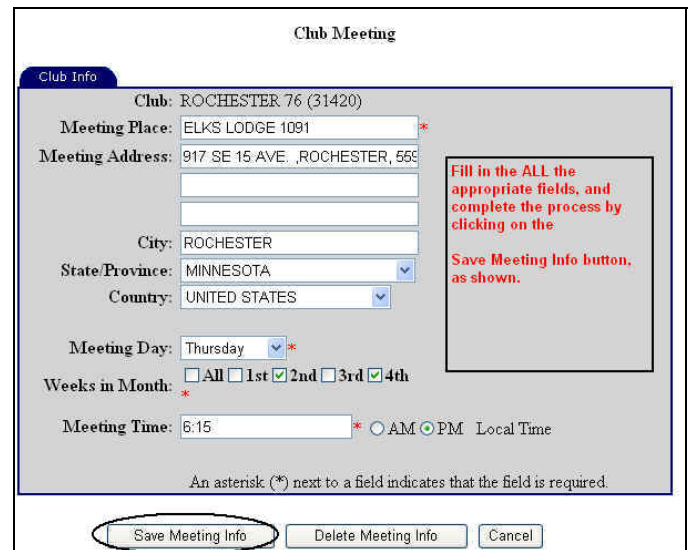 Club Meeting
Club Info
Club: ROCHESTER 76 (31420)
Meeting Place: ELKS LODGE 1091 *
Meeting Address: 917 SE 15 AVE. ,ROCHESTER, 559
Fill in the ALL the
appropriate fields, and
complete the process by
clicking on the
Save Meeting Info button,
as shown.
City: ROCHESTER
State/Province: MINNESOTA
Country: UNITED STATES
Meeting Day: Thursday *
Weeks in Month: All 1st 2nd 3rd 4th
*
Meeting Time: 6:15 * AM PM Local Time
An asterisk (*) next to a field indicates that the field is required.
Save Meeting Info Delete Meeting Info Cancel